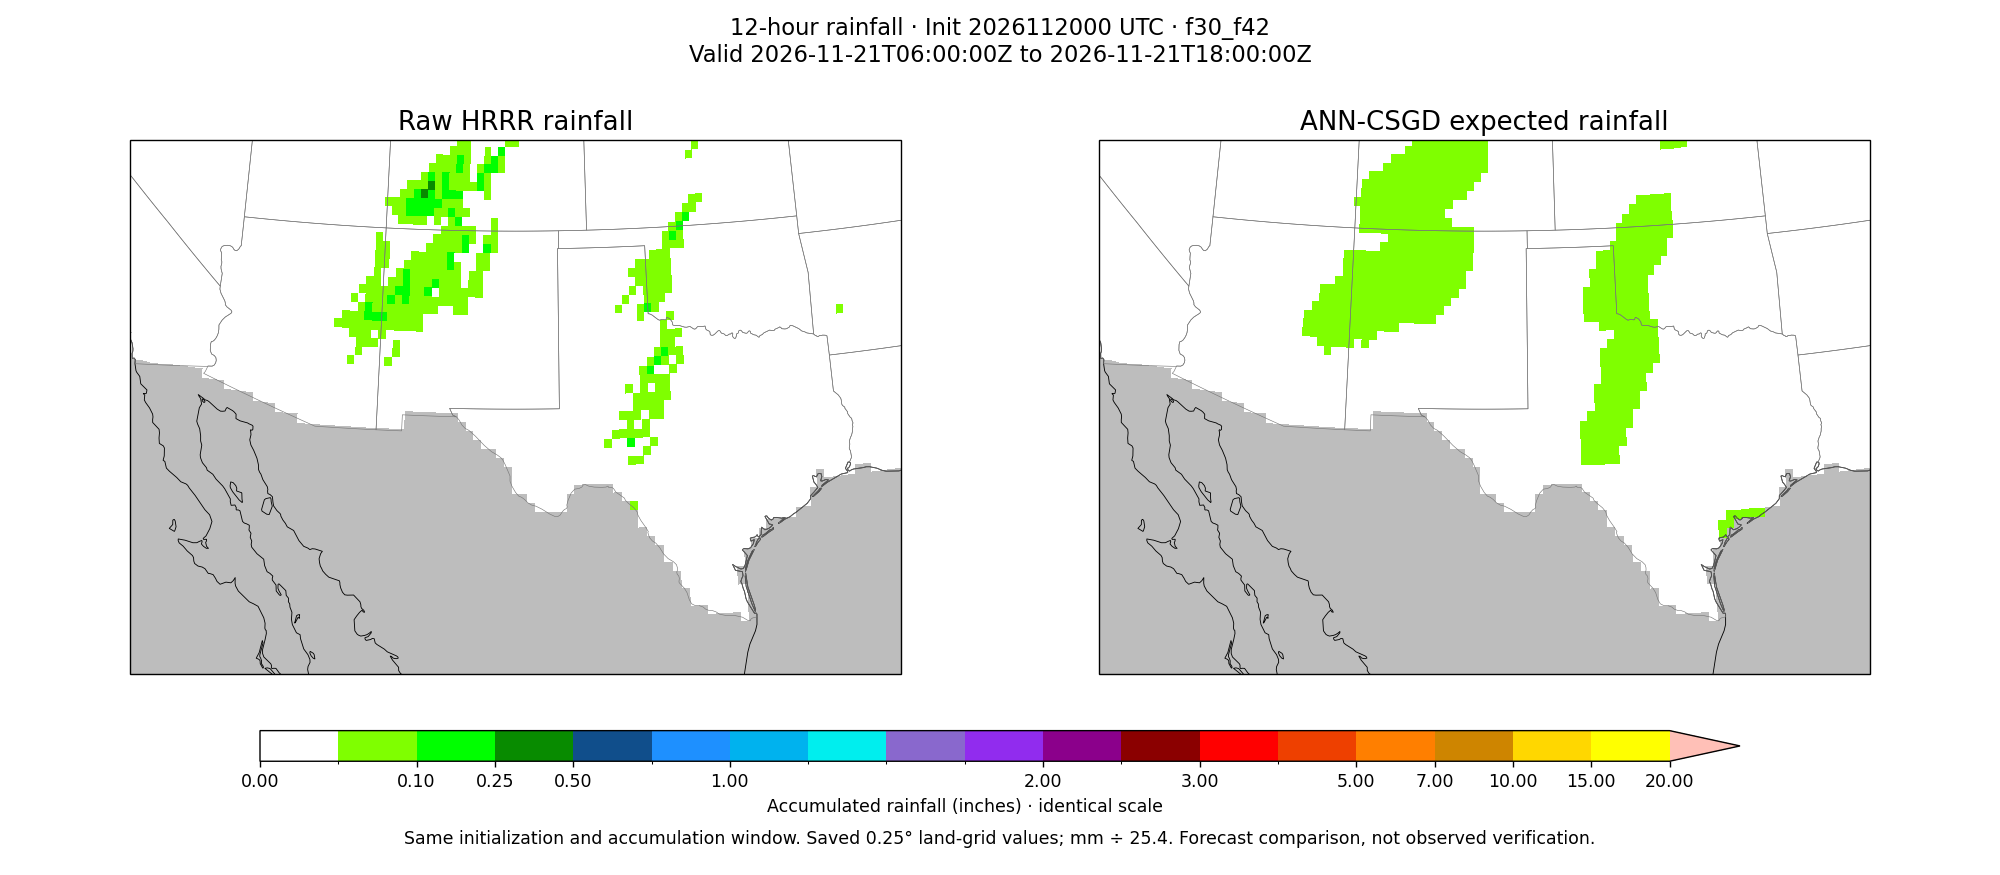 12-hour rainfall · Init 2026112000 UTC · f30_f42
Valid 2026-11-21T06:00:00Z to 2026-11-21T18:00:00Z
Raw HRRR rainfall
ANN-CSGD expected rainfall
0.00 0.10 0.25 0.50 1.00 2.00 3.00 5.00 7.00 10.00 15.00 20.00
Accumulated rainfall (inches) · identical scale
Same initialization and accumulation window. Saved 0.25° land-grid values; mm ÷ 25.4. Forecast comparison, not observed verification.